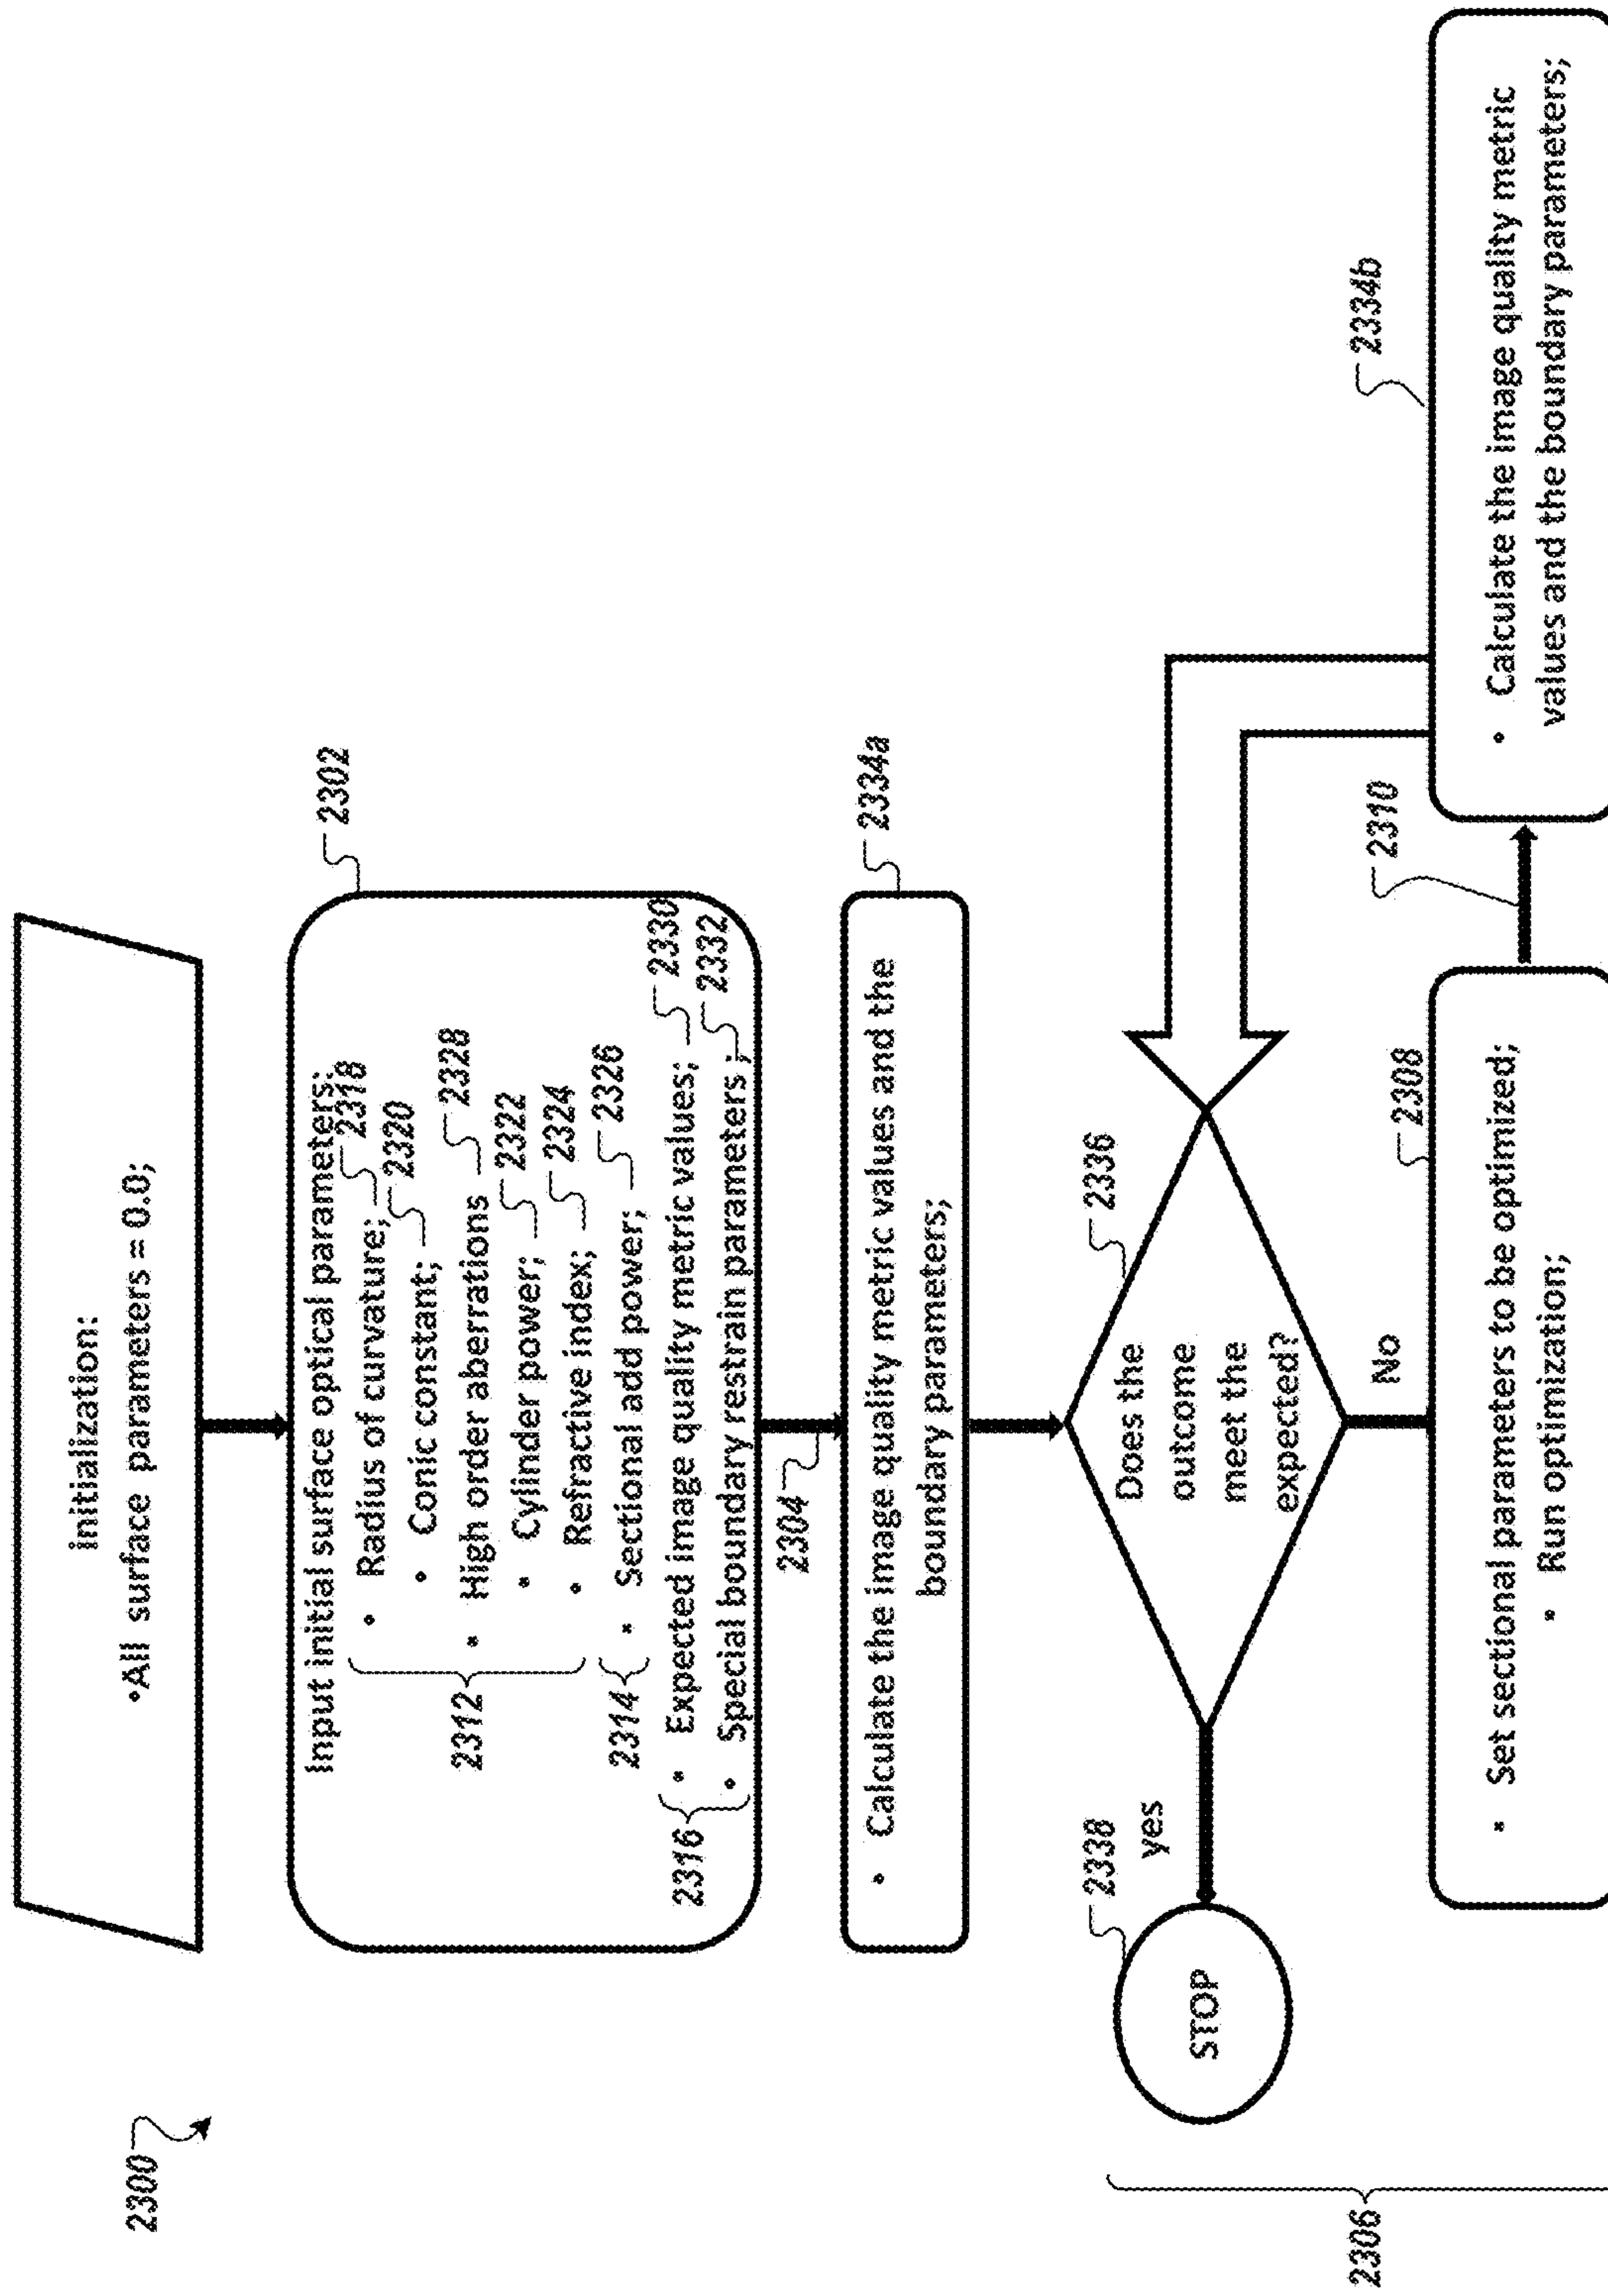 2300
Initialization:
•All surface parameters = 0.0;
2302
Input initial surface optical parameters:
• Radius of curvature; 2318
• Conic constant; 2320
2312 • High order aberrations 2328
• Cylinder power; 2322
• Refractive index; 2324
2314 • Sectional add power; 2326
2316 • Expected image quality metric values; 2330
• Special boundary restrain parameters; 2332
2304
2334a
• Calculate the image quality metric values and the
boundary parameters;
2306
2338
STOP
yes
2336
Does the
outcome
meet the
expected?
No
2308
• Set sectional parameters to be optimized;
• Run optimization;
2310
2334b
• Calculate the image quality metric
values and the boundary parameters;